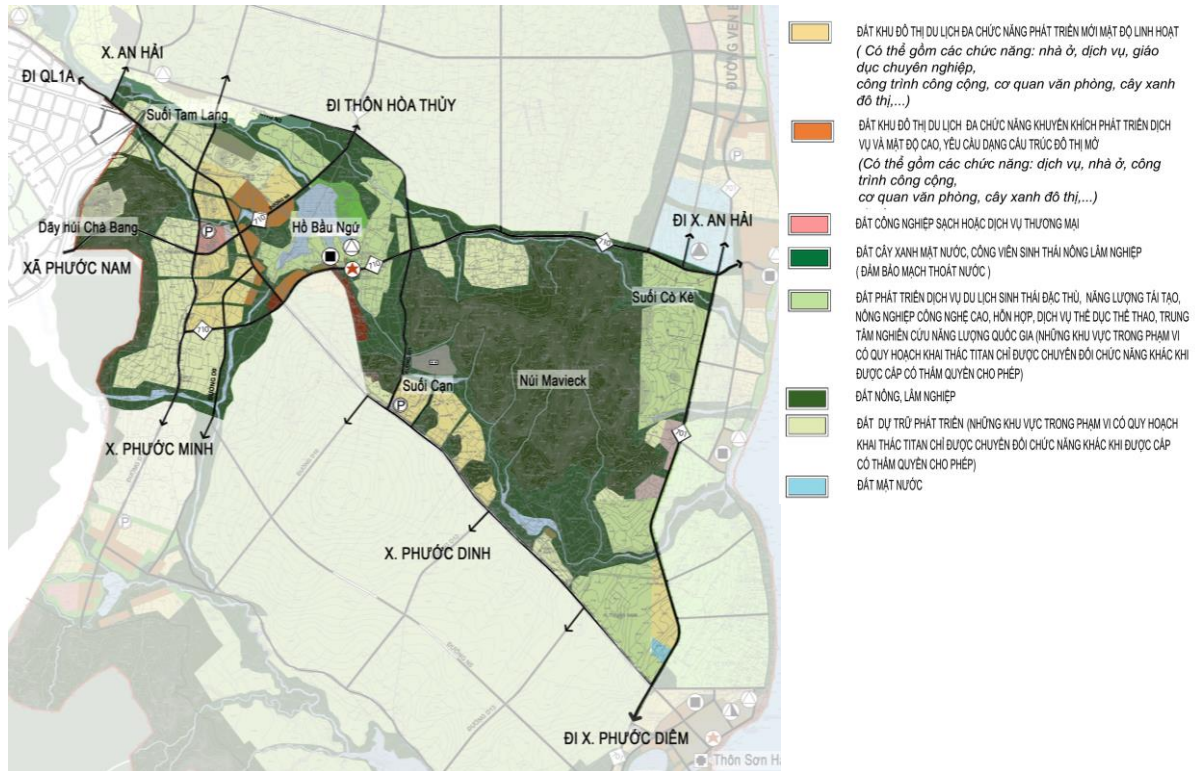 X. AN HẢI
ĐI QL1A
Suối Tam Lang
ĐI THÔN HÒA THỦY
ĐƯỜNG VEN B
701
P
Dãy húi Chà Bang
P
710
Hồ Bầu Ngứ
710
710
ĐI X. AN HẢI
XÃ PHƯỚC NAM
Suối Cò Kè
710
Suối Cạn
Núi Mavieck
P
X. PHƯỚC MINH
701
P
X. PHƯỚC DINH
ĐI X. PHƯỚC DIÊM
Thôn Sơn H
ĐẤT KHU ĐÔ THỊ DU LỊCH ĐA CHỨC NĂNG PHÁT TRIỂN MỚI MẬT ĐỘ LINH HOẠT
( Có thể gồm các chức năng: nhà ở, dịch vụ, giáo
dục chuyên nghiệp,
công trình công cộng, cơ quan văn phòng, cây xanh
đô thị,...)
ĐẤT KHU ĐÔ THỊ DU LỊCH ĐA CHỨC NĂNG KHUYẾN KHÍCH PHÁT TRIỂN DỊCH
VỤ VÀ MẬT ĐỘ CAO, YÊU CẦU DẠNG CẤU TRÚC ĐÔ THỊ MỞ
(Có thể gồm các chức năng: dịch vụ, nhà ở, công
trình công cộng,
cơ quan văn phòng, cây xanh đô thị,...)
ĐẤT CÔNG NGHIỆP SẠCH HOẶC DỊCH VỤ THƯƠNG MẠI
ĐẤT CÂY XANH MẶT NƯỚC, CÔNG VIÊN SINH THÁI NÔNG LÂM NGHIỆP
( ĐẢM BẢO MẠCH THOÁT NƯỚC )
ĐẤT PHÁT TRIỂN DỊCH VỤ DU LỊCH SINH THÁI ĐẶC THÙ, NĂNG LƯỢNG TÁI TẠO,
NÔNG NGHIỆP CÔNG NGHỆ CAO, HỖN HỢP, DỊCH VỤ THỂ DỤC THỂ THAO, TRUNG
TÂM NGHIÊN CỨU NĂNG LƯỢNG QUỐC GIA (NHỮNG KHU VỰC TRONG PHẠM VI
CÓ QUY HOẠCH KHAI THÁC TITAN CHỈ ĐƯỢC CHUYỂN ĐỔI CHỨC NĂNG KHÁC KHI
ĐƯỢC CẤP CÓ THẨM QUYỀN CHO PHÉP)
ĐẤT NÔNG, LÂM NGHIỆP
ĐẤT DỰ TRỮ PHÁT TRIỂN (NHỮNG KHU VỰC TRONG PHẠM VI CÓ QUY HOẠCH
KHAI THÁC TITAN CHỈ ĐƯỢC CHUYỂN ĐỔI CHỨC NĂNG KHÁC KHI ĐƯỢC CẤP
CÓ THẨM QUYỀN CHO PHÉP)
ĐẤT MẶT NƯỚC